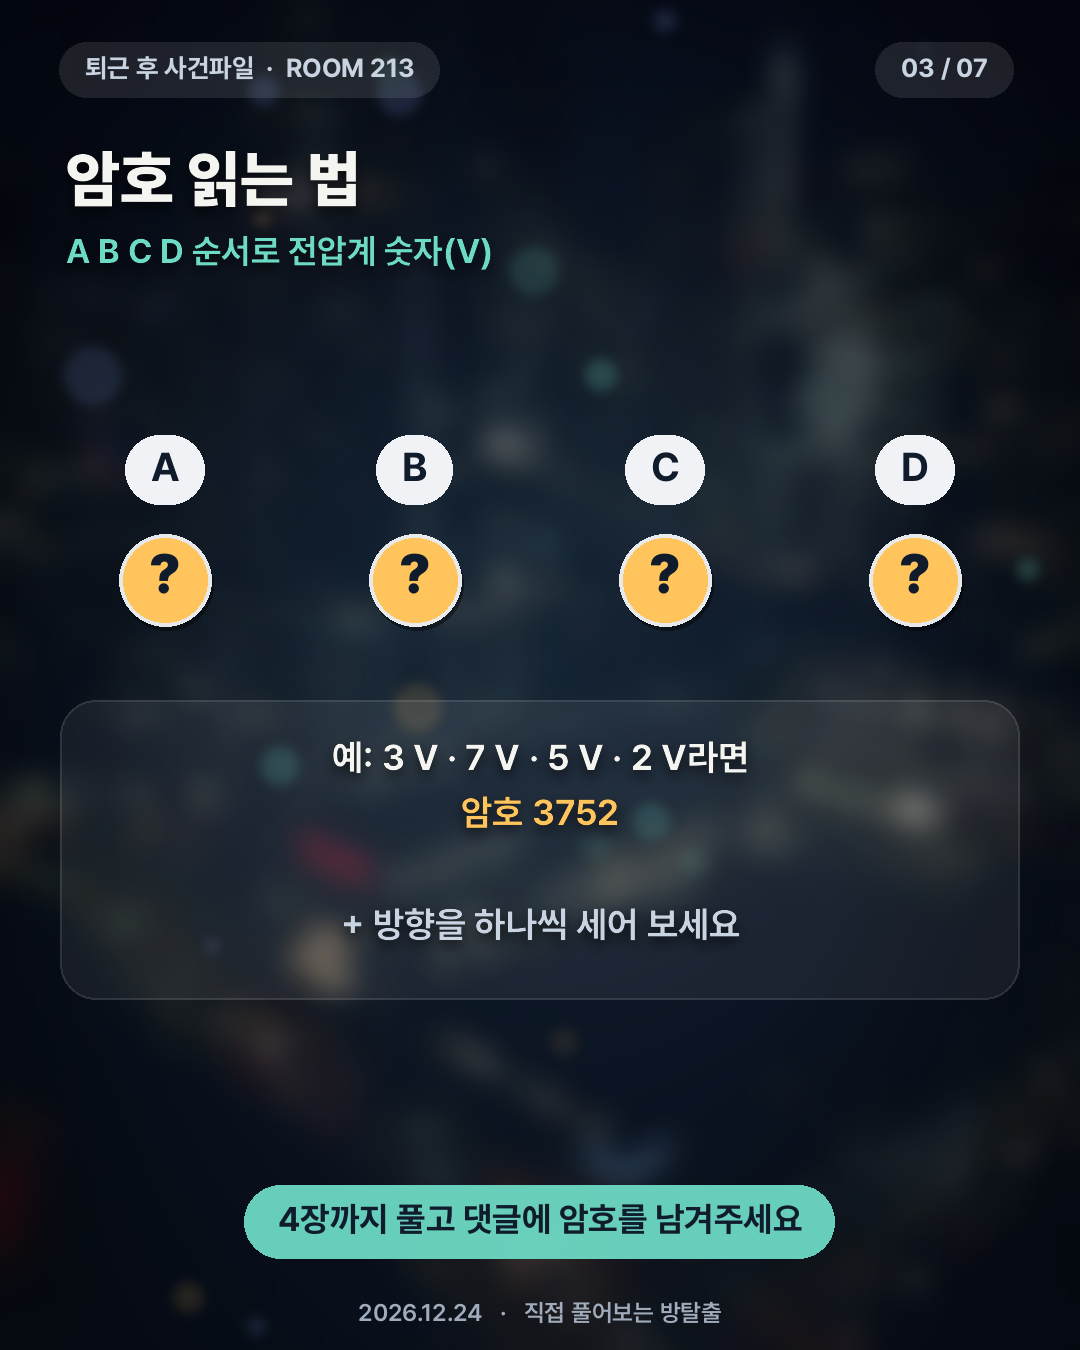 퇴근 후 사건파일 · ROOM 213
03 / 07
암호 읽는 법
A B C D 순서로 전압계 숫자(V)
A B C D
? ? ? ?
예: 3 V · 7 V · 5 V · 2 V라면
암호 3752
+ 방향을 하나씩 세어 보세요
4장까지 풀고 댓글에 암호를 남겨주세요
2026.12.24 · 직접 풀어보는 방탈출